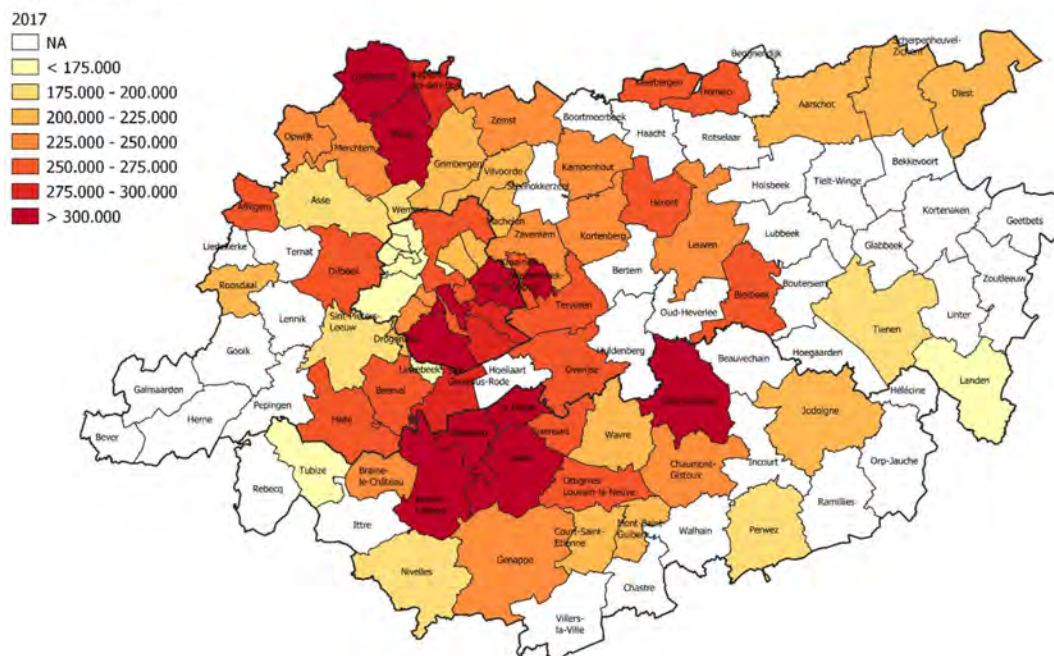 2017
NA
< 175.000
175.000 - 200.000
200.000 - 225.000
225.000 - 250.000
250.000 - 275.000
275.000 - 300.000
> 300.000
Begijnendijk
Scherpenheuvel-
Zichem
Keerbergen
Tremelo
Aarschot
Diest
Zemst
Boortmeerbeek
Haacht
Rotselaar
Opwijk
Merchtem
Grimbergen
Vilvoorde
Kampenhout
Steenokkerzeel
Bekkevoort
Holsbeek
Tielt-Winge
Kortenaken
Geetbets
Affligem
Asse
Wemmel
Machelen
Herent
Leuven
Lubbeek
Glabbeek
Zoutleeuw
Liedekerke
Ternat
Dilbeek
Zaventem
Kortenberg
Bertem
Boutersem
Roosdaal
Lennik
Sint-Pieters-
Leeuw
Drogenbos
Tervuren
Oud-Heverlee
Bierbeek
Linter
Tienen
Gooik
Linkebeek
Hoeilaart
Huldenberg
Beauvechain
Hoegaarden
Landen
Galmaarden
Herne
Pepingen
Halle
Beersel
Overijse
Hélécine
Bever
Wavre
Jodoigne
Tubize
Braine-
le-Château
Rebecq
Ittre
Ottignies-
Louvain-la-Neuve
Chaumont-
Gistoux
Incourt
Orp-Jauche
Ramillies
Court-Saint-
Etienne
Mont-Saint-
Guibert
Walhain
Perwez
Nivelles
Genappe
Chastre
Villers-
la-Ville